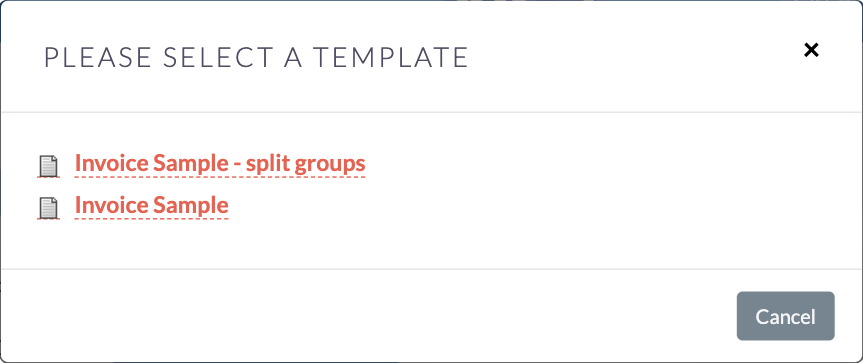 PLEASE SELECT A TEMPLATE
Invoice Sample - split groups
Invoice Sample
Cancel